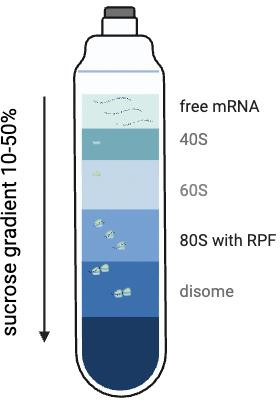 sucrose gradient 10-50%
free mRNA
40S
60S
80S with RPF
disome